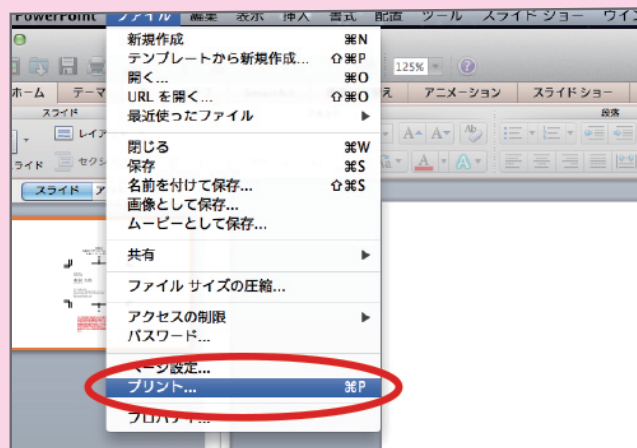 PowerPoint ファイル 編集 表示 挿入 書式 配置 ツール スライド ショー ウイン
新規作成 ⌘N
テンプレートから新規作成... ⇧⌘P
開く... ⌘O
URL を開く... ⇧⌘O
最近使ったファイル ▶
閉じる ⌘W
保存 ⌘S
名前を付けて保存... ⇧⌘S
画像として保存...
ムービーとして保存...
共有 ▶
ファイル サイズの圧縮...
アクセスの制限 ▶
パスワード...
ページ設定...
プリント... ⌘P
プロパティ...
125%
ホーム テーマ
え アニメーション スライド ショー
スライド
段落
レイア
ライド セクシ
スライド ア